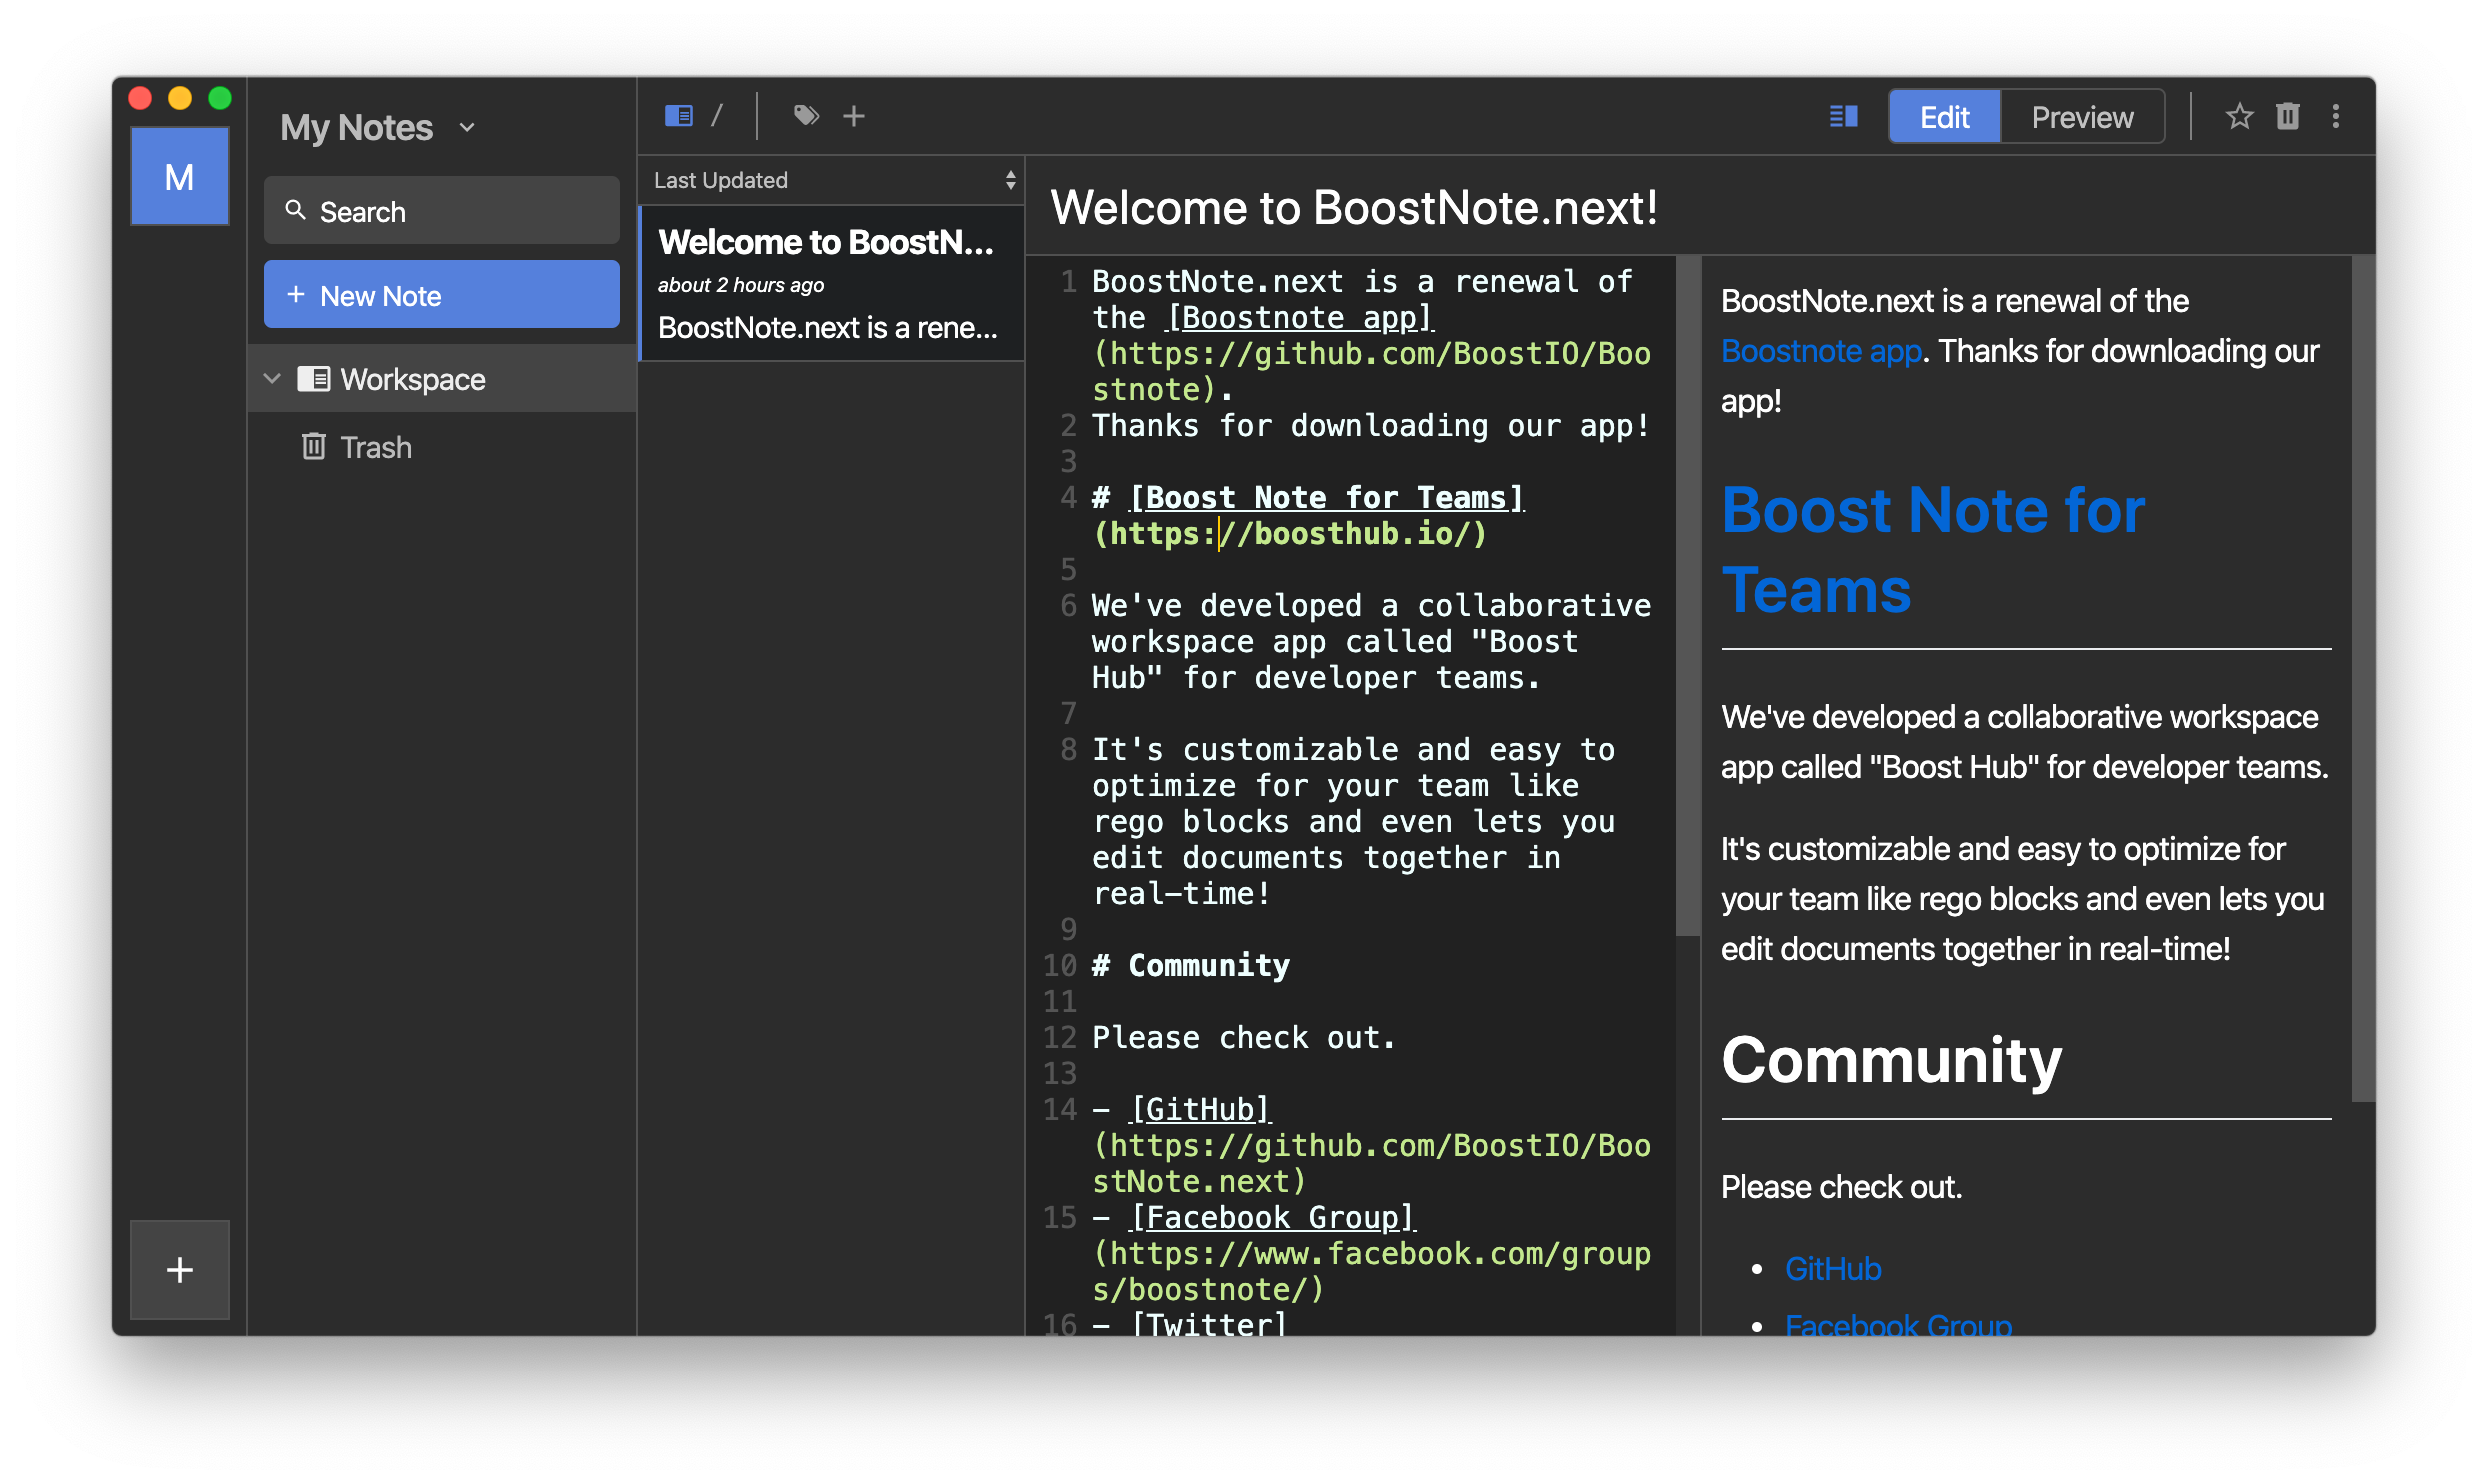 M
My Notes
Search
+ New Note
Workspace
Trash
/
+
Edit
Preview
Last Updated
Welcome to BoostN...
about 2 hours ago
BoostNote.next is a rene...
Welcome to BoostNote.next!
1 BoostNote.next is a renewal of
the [Boostnote app]
(https://github.com/BoostIO/Boo
stnote).
2 Thanks for downloading our app!
3
4 # [Boost Note for Teams]
(https://boosthub.io/)
5
6 We've developed a collaborative
workspace app called "Boost
Hub" for developer teams.
7
8 It's customizable and easy to
optimize for your team like
rego blocks and even lets you
edit documents together in
real-time!
9
10 # Community
11
12 Please check out.
13
14 - [GitHub]
(https://github.com/BoostIO/Boo
stNote.next)
15 - [Facebook Group]
(https://www.facebook.com/group
s/boostnote/)
16 - [Twitter]
BoostNote.next is a renewal of the
Boostnote app. Thanks for downloading our
app!
Boost Note for
Teams
We've developed a collaborative workspace
app called "Boost Hub" for developer teams.
It's customizable and easy to optimize for
your team like rego blocks and even lets you
edit documents together in real-time!
Community
Please check out.
• GitHub
• Facebook Group
+